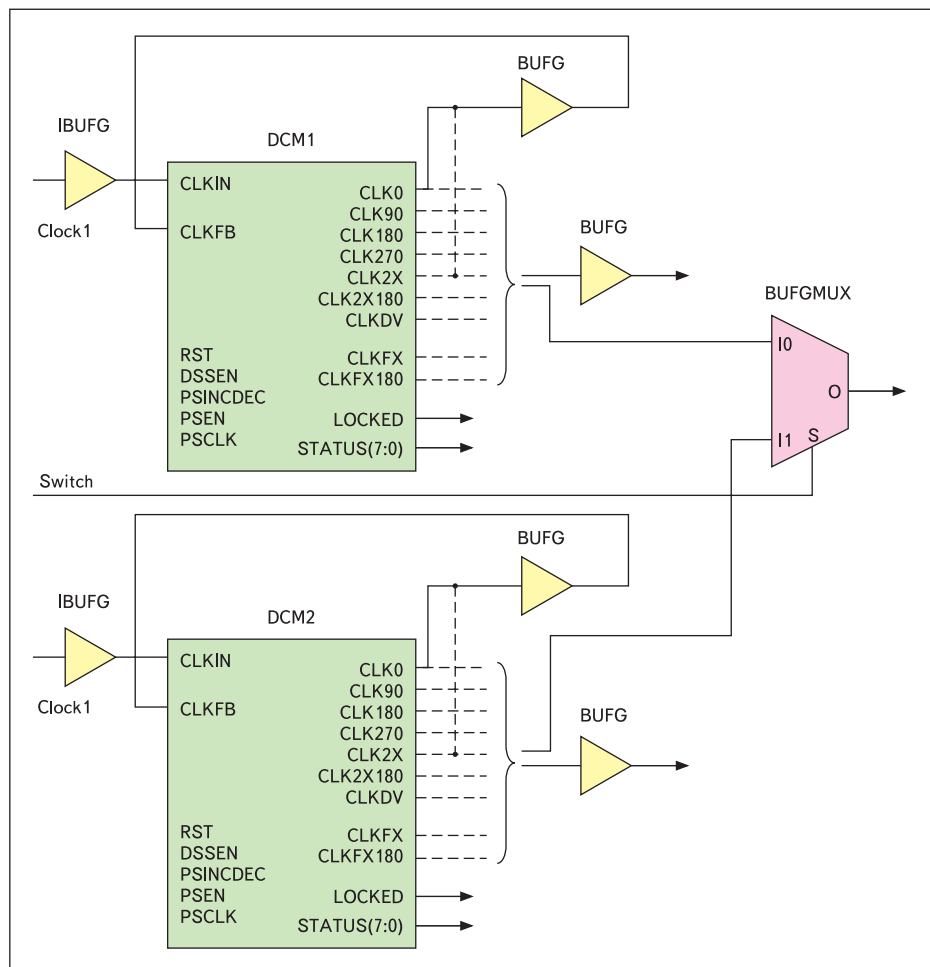 BUFG
IBUFG
DCM1
CLKIN
Clock1
CLKFB
CLK0
CLK90
CLK180
CLK270
CLK2X
CLK2X180
CLKDV
CLKFX
CLKFX180
RST
DSSEN
PSINCDEC
PSEN
PSCLK
LOCKED
STATUS(7:0)
BUFG
BUFGMUX
I0
O
I1
S
Switch
BUFG
IBUFG
DCM2
CLKIN
Clock1
CLKFB
CLK0
CLK90
CLK180
CLK270
CLK2X
CLK2X180
CLKDV
CLKFX
CLKFX180
RST
DSSEN
PSINCDEC
PSEN
PSCLK
LOCKED
STATUS(7:0)
BUFG